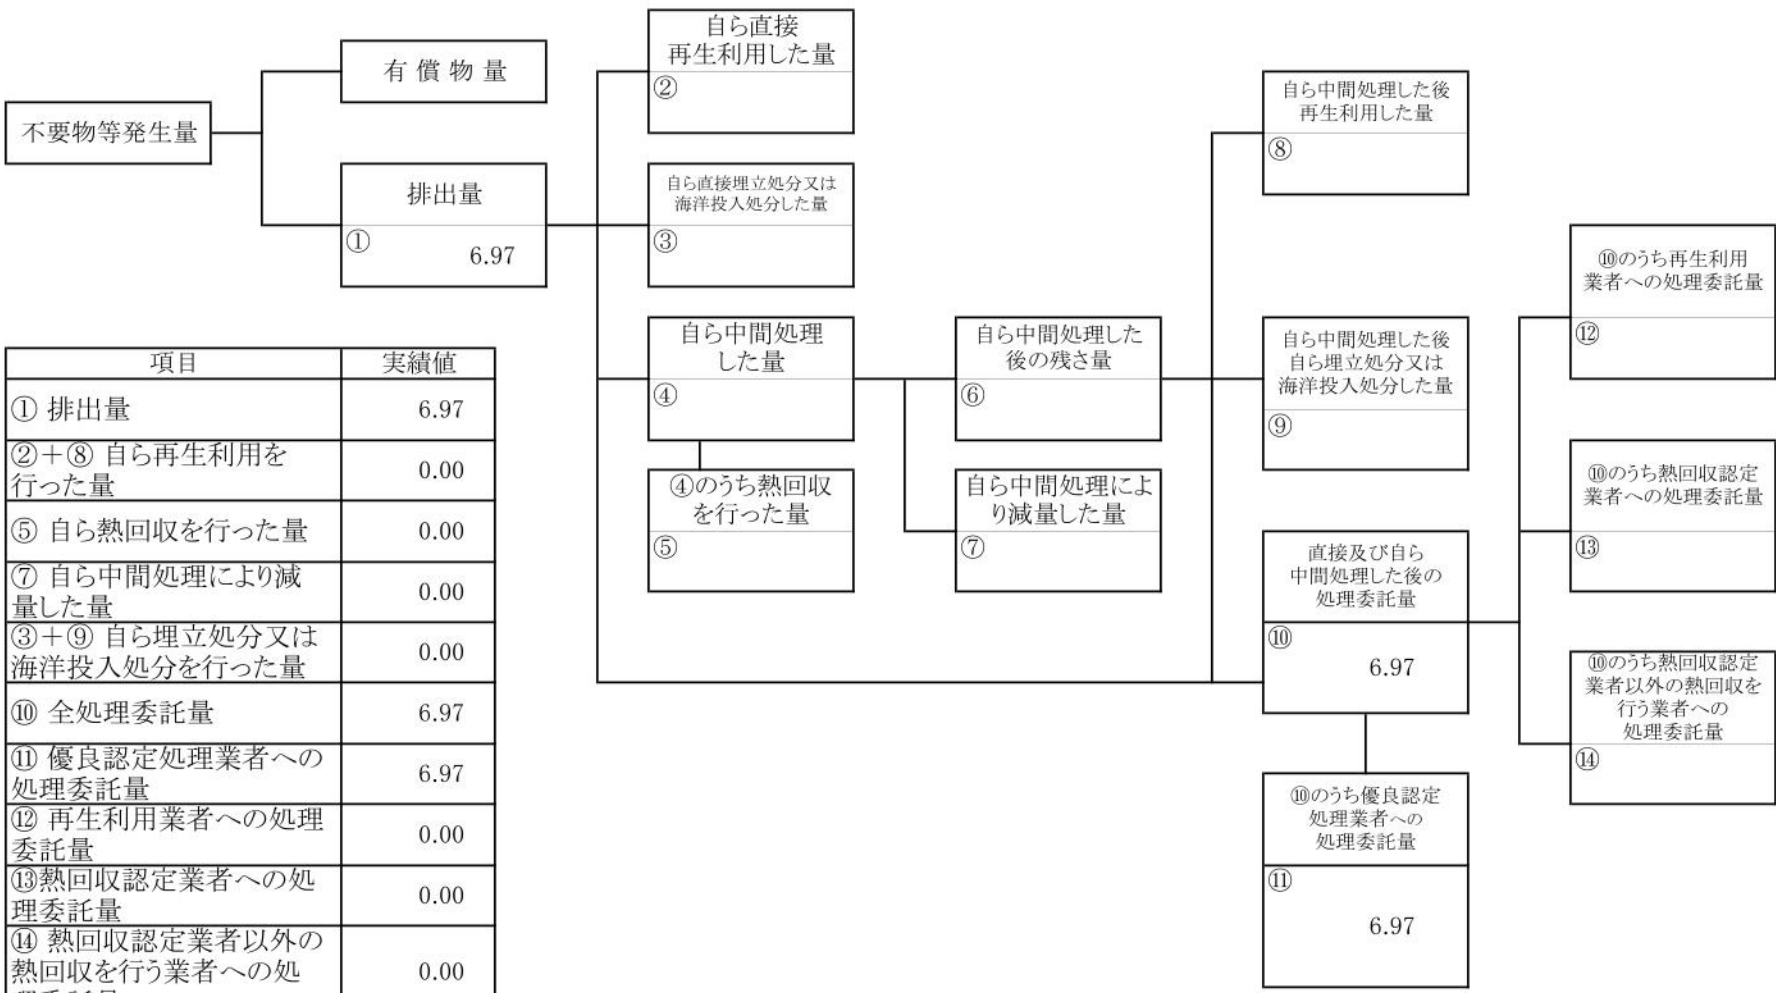 不要物等発生量
有 償 物 量
排出量
①
6.97
自ら直接
再生利用した量
②
自ら直接埋立処分又は
海洋投入処分した量
③
自ら中間処理
した量
④
④のうち熱回収
を行った量
⑤
自ら中間処理した
後の残さ量
⑥
自ら中間処理によ
り減量した量
⑦
自ら中間処理した後
再生利用した量
⑧
自ら中間処理した後
自ら埋立処分又は
海洋投入処分した量
⑨
直接及び自ら
中間処理した後の
処理委託量
⑩
6.97
⑩のうち優良認定
処理業者への
処理委託量
⑪
6.97
⑩のうち再生利用
業者への処理委託量
⑫
⑩のうち熱回収認定
業者への処理委託量
⑬
⑩のうち熱回収認定
業者以外の熱回収を
行う業者への
処理委託量
⑭
項目 実績値
① 排出量 6.97
②＋⑧ 自ら再生利用を
行った量 0.00
⑤ 自ら熱回収を行った量 0.00
⑦ 自ら中間処理により減
量した量 0.00
③＋⑨ 自ら埋立処分又は
海洋投入処分を行った量 0.00
⑩ 全処理委託量 6.97
⑪ 優良認定処理業者への
処理委託量 6.97
⑫ 再生利用業者への処理
委託量 0.00
⑬熱回収認定業者への処
理委託量 0.00
⑭ 熱回収認定業者以外の
熱回収を行う業者への処 0.00